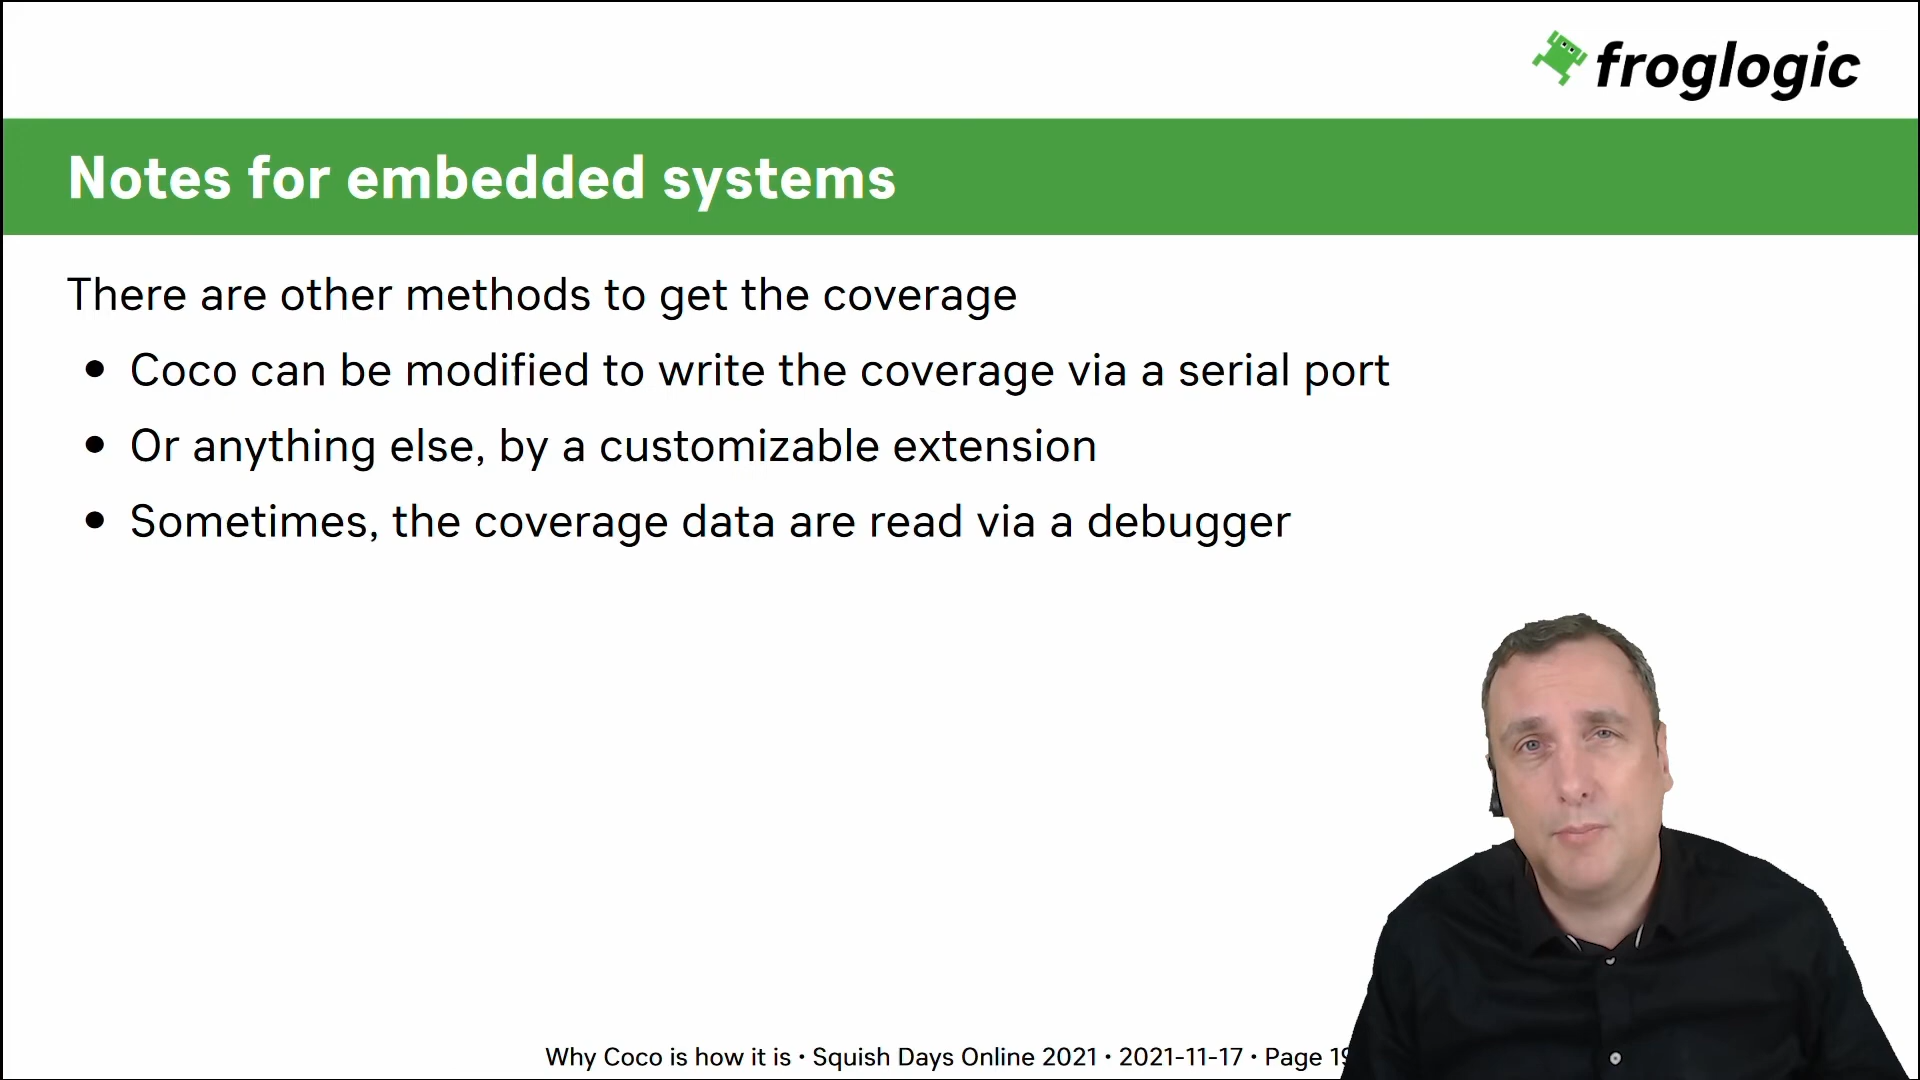 froglogic
Notes for embedded systems
There are other methods to get the coverage
• Coco can be modified to write the coverage via a serial port
• Or anything else, by a customizable extension
• Sometimes, the coverage data are read via a debugger
Why Coco is how it is • Squish Days Online 2021 • 2021-11-17 • Page